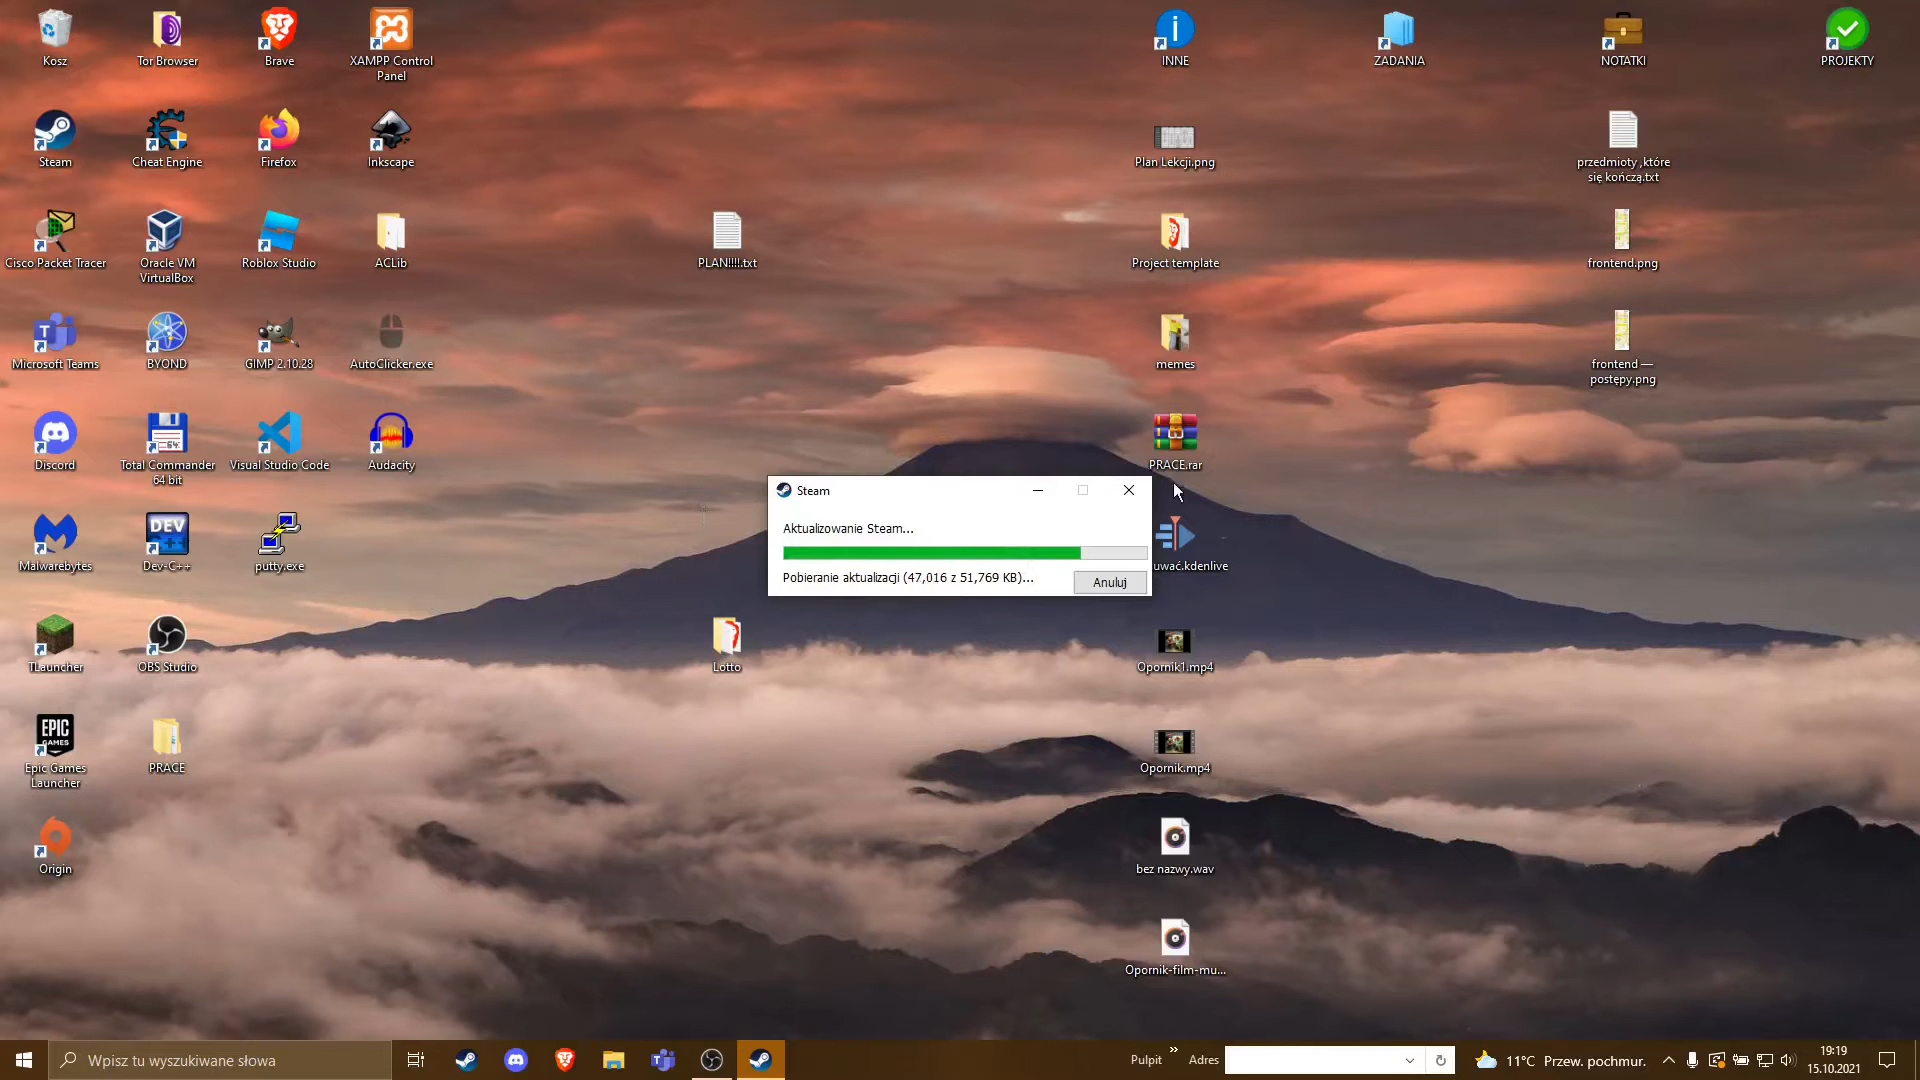 Kosz
Tor Browser
Brave
XAMPP Control
Panel
INNE
ZADANIA
NOTATKI
PROJEKTY
Steam
Cheat Engine
Firefox
Inkscape
Plan Lekcji.png
przedmioty ,które
się kończą.txt
Cisco Packet Tracer
Oracle VM
VirtualBox
Roblox Studio
ACLib
PLAN!!!!.txt
Project template
frontend.png
Microsoft Teams
BYOND
GIMP 2.10.28
AutoClicker.exe
memes
frontend —
postępy.png
Discord
Total Commander
64 bit
Visual Studio Code
Audacity
PRACE.rar
Steam
Aktualizowanie Steam...
Pobieranie aktualizacji (47,016 z 51,769 KB)...
Anuluj
Malwarebytes
DEV
Dev-C++
putty.exe
uwać.kdenlive
TLauncher
OBS Studio
Lotto
Opornik1.mp4
EPIC
GAMES
Epic Games
Launcher
PRACE
Opornik.mp4
Origin
bez nazwy.wav
Opornik-film-mu...
Wpisz tu wyszukiwane słowa
Pulpit
Adres
11°C Przew. pochmur.
19:19
15.10.2021